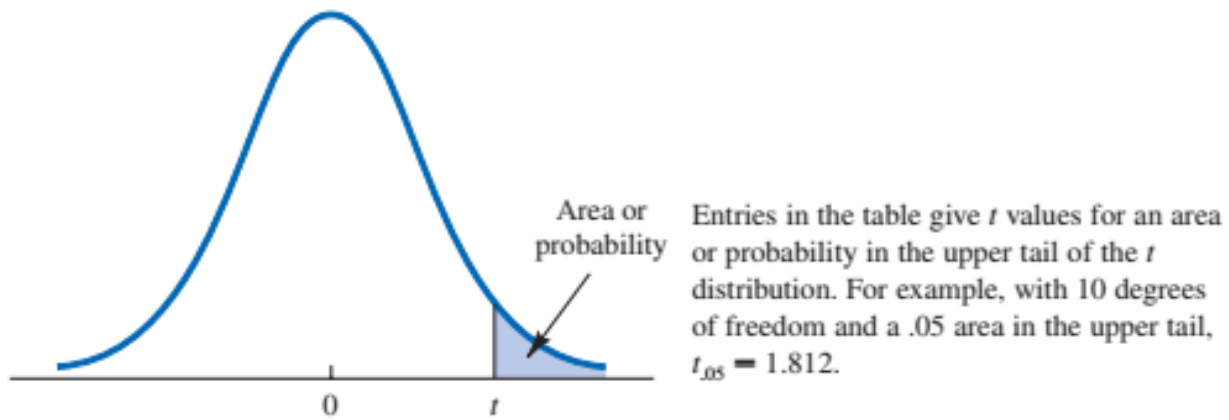 Area or
probability
Entries in the table give t values for an area
or probability in the upper tail of the t
distribution. For example, with 10 degrees
of freedom and a .05 area in the upper tail,
t.05 = 1.812.
0
t